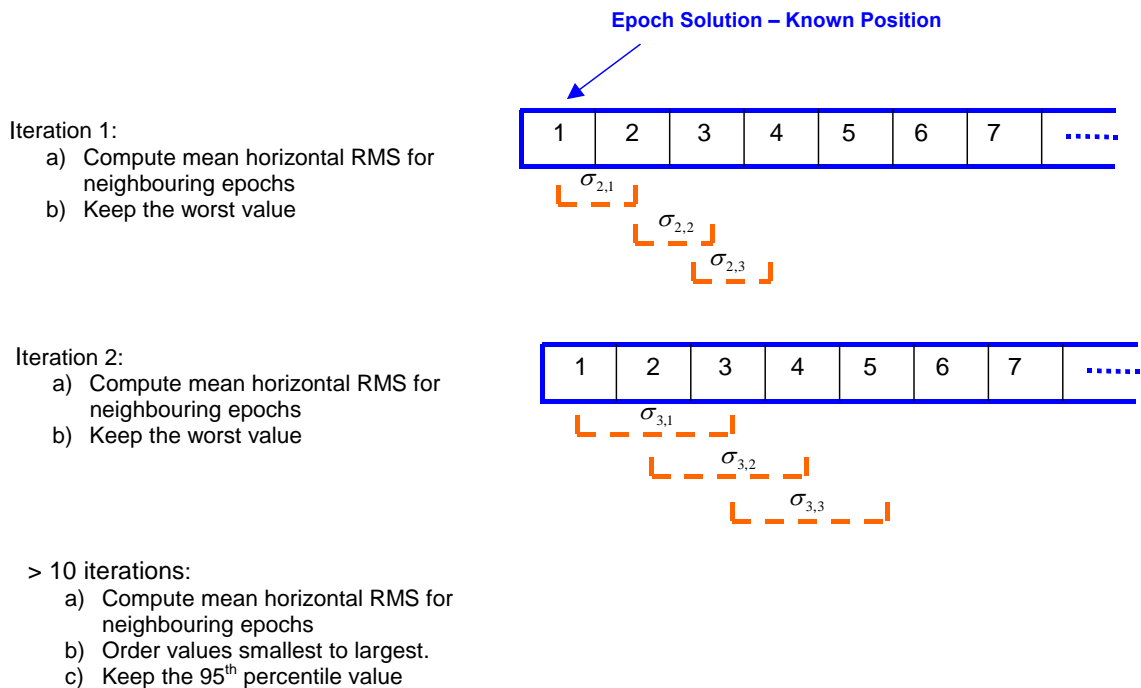 Epoch Solution – Known Position
Iteration 1:
a) Compute mean horizontal RMS for
neighbouring epochs
b) Keep the worst value
1 2 3 4 5 6 7 ........
σ2,1
σ2,2
σ2,3
Iteration 2:
a) Compute mean horizontal RMS for
neighbouring epochs
b) Keep the worst value
1 2 3 4 5 6 7 ........
σ3,1
σ3,2
σ3,3
> 10 iterations:
a) Compute mean horizontal RMS for
neighbouring epochs
b) Order values smallest to largest.
c) Keep the 95th percentile value